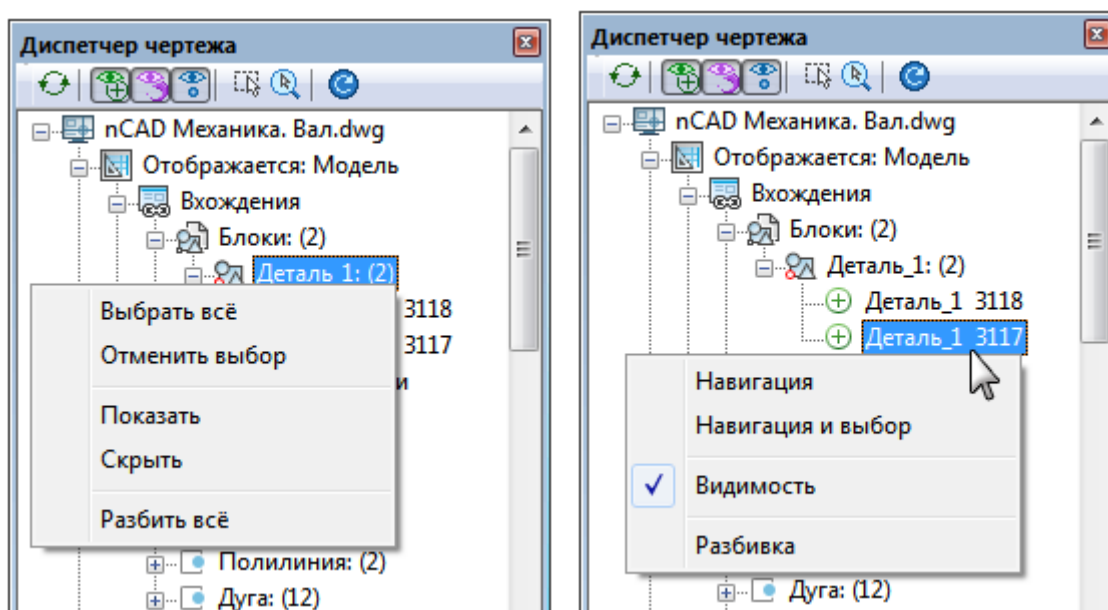 Диспетчер чертежа
nCAD Механика. Вал.dwg
Отображается: Модель
Вхождения
Блоки: (2)
Деталь_1: (2)
3118
3117
и
Выбрать всё
Отменить выбор
Показать
Скрыть
Разбить всё
Полилиния: (2)
Дуга: (12)
Диспетчер чертежа
nCAD Механика. Вал.dwg
Отображается: Модель
Вхождения
Блоки: (2)
Деталь_1: (2)
Деталь_1 3118
Деталь_1 3117
Навигация
Навигация и выбор
Видимость
Разбивка
Дуга: (12)